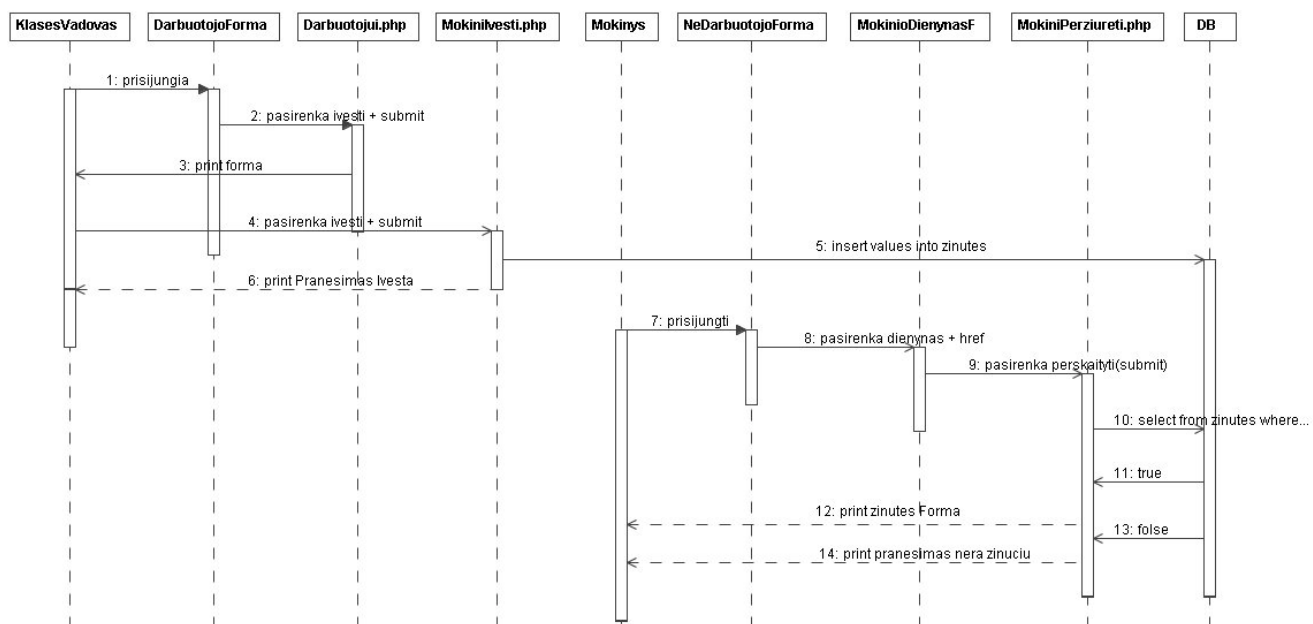 KlasesVadovas
DarbuotojoForma
Darbuotojui.php
MokiniIvesti.php
Mokinys
NeDarbuotojoForma
MokinioDienynasF
MokiniPerziureti.php
DB
1: prisijungia
2: pasirenka ivesti + submit
3: print forma
4: pasirenka ivesti + submit
5: insert values into zinutes
6: print Pranesimas Ivesta
7: prisijungti
8: pasirenka dienynas + href
9: pasirenka perskaityti(submit)
10: select from zinutes where...
11: true
12: print zinutes Forma
13: folse
14: print pranesimas nera zinuciu